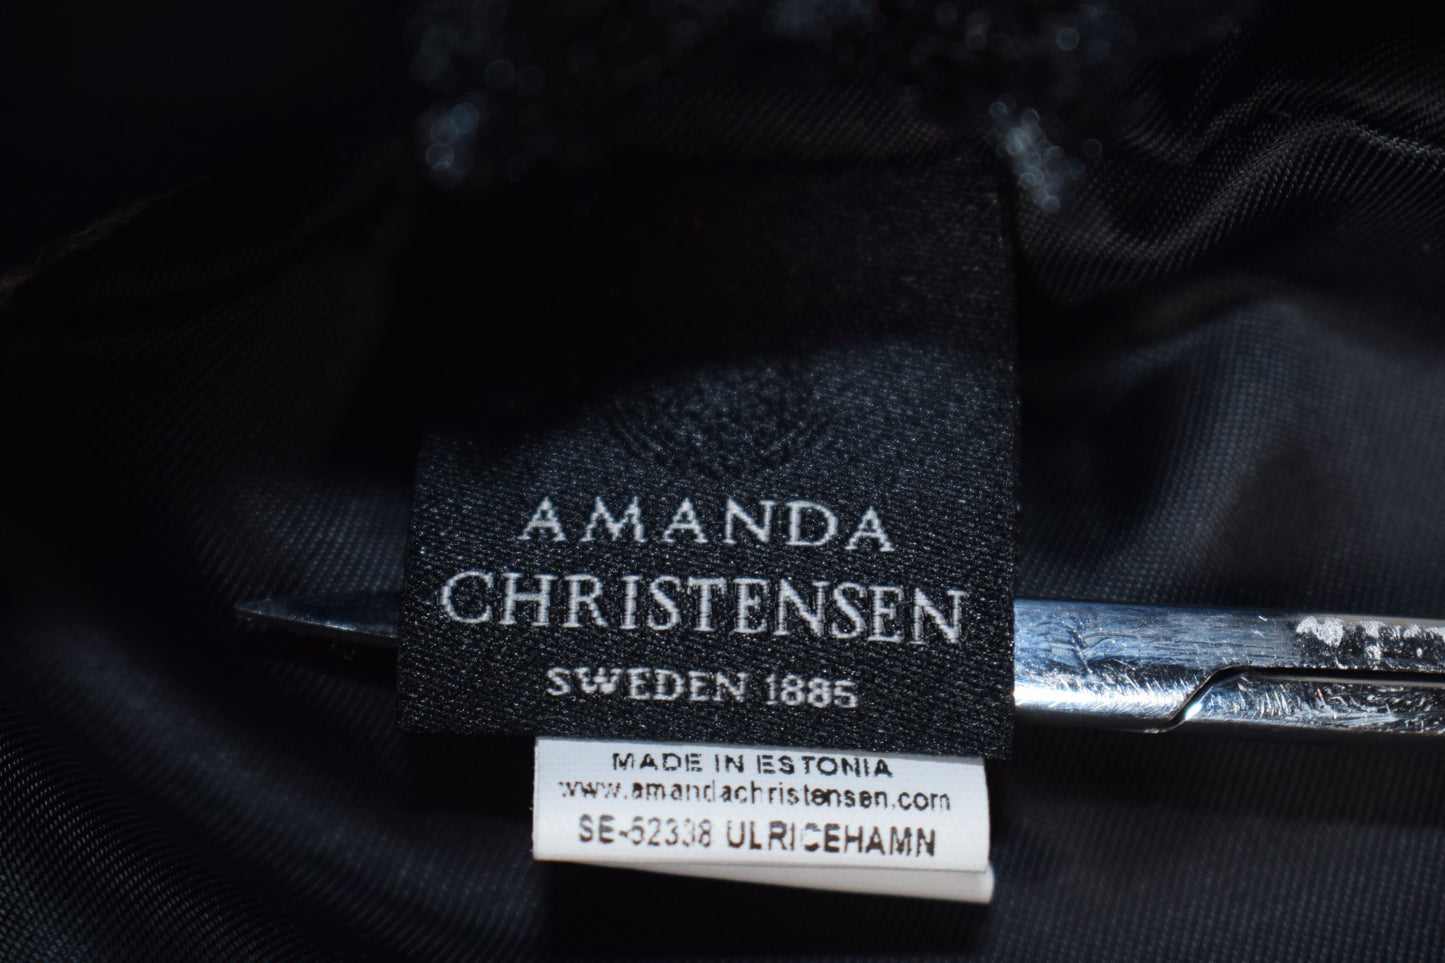 AMANDA
CHRISTENSEN
SWEDEN 1885
MADE IN ESTONIA
www.amandachristensen.com
SE-52338 ULRICEHAMN